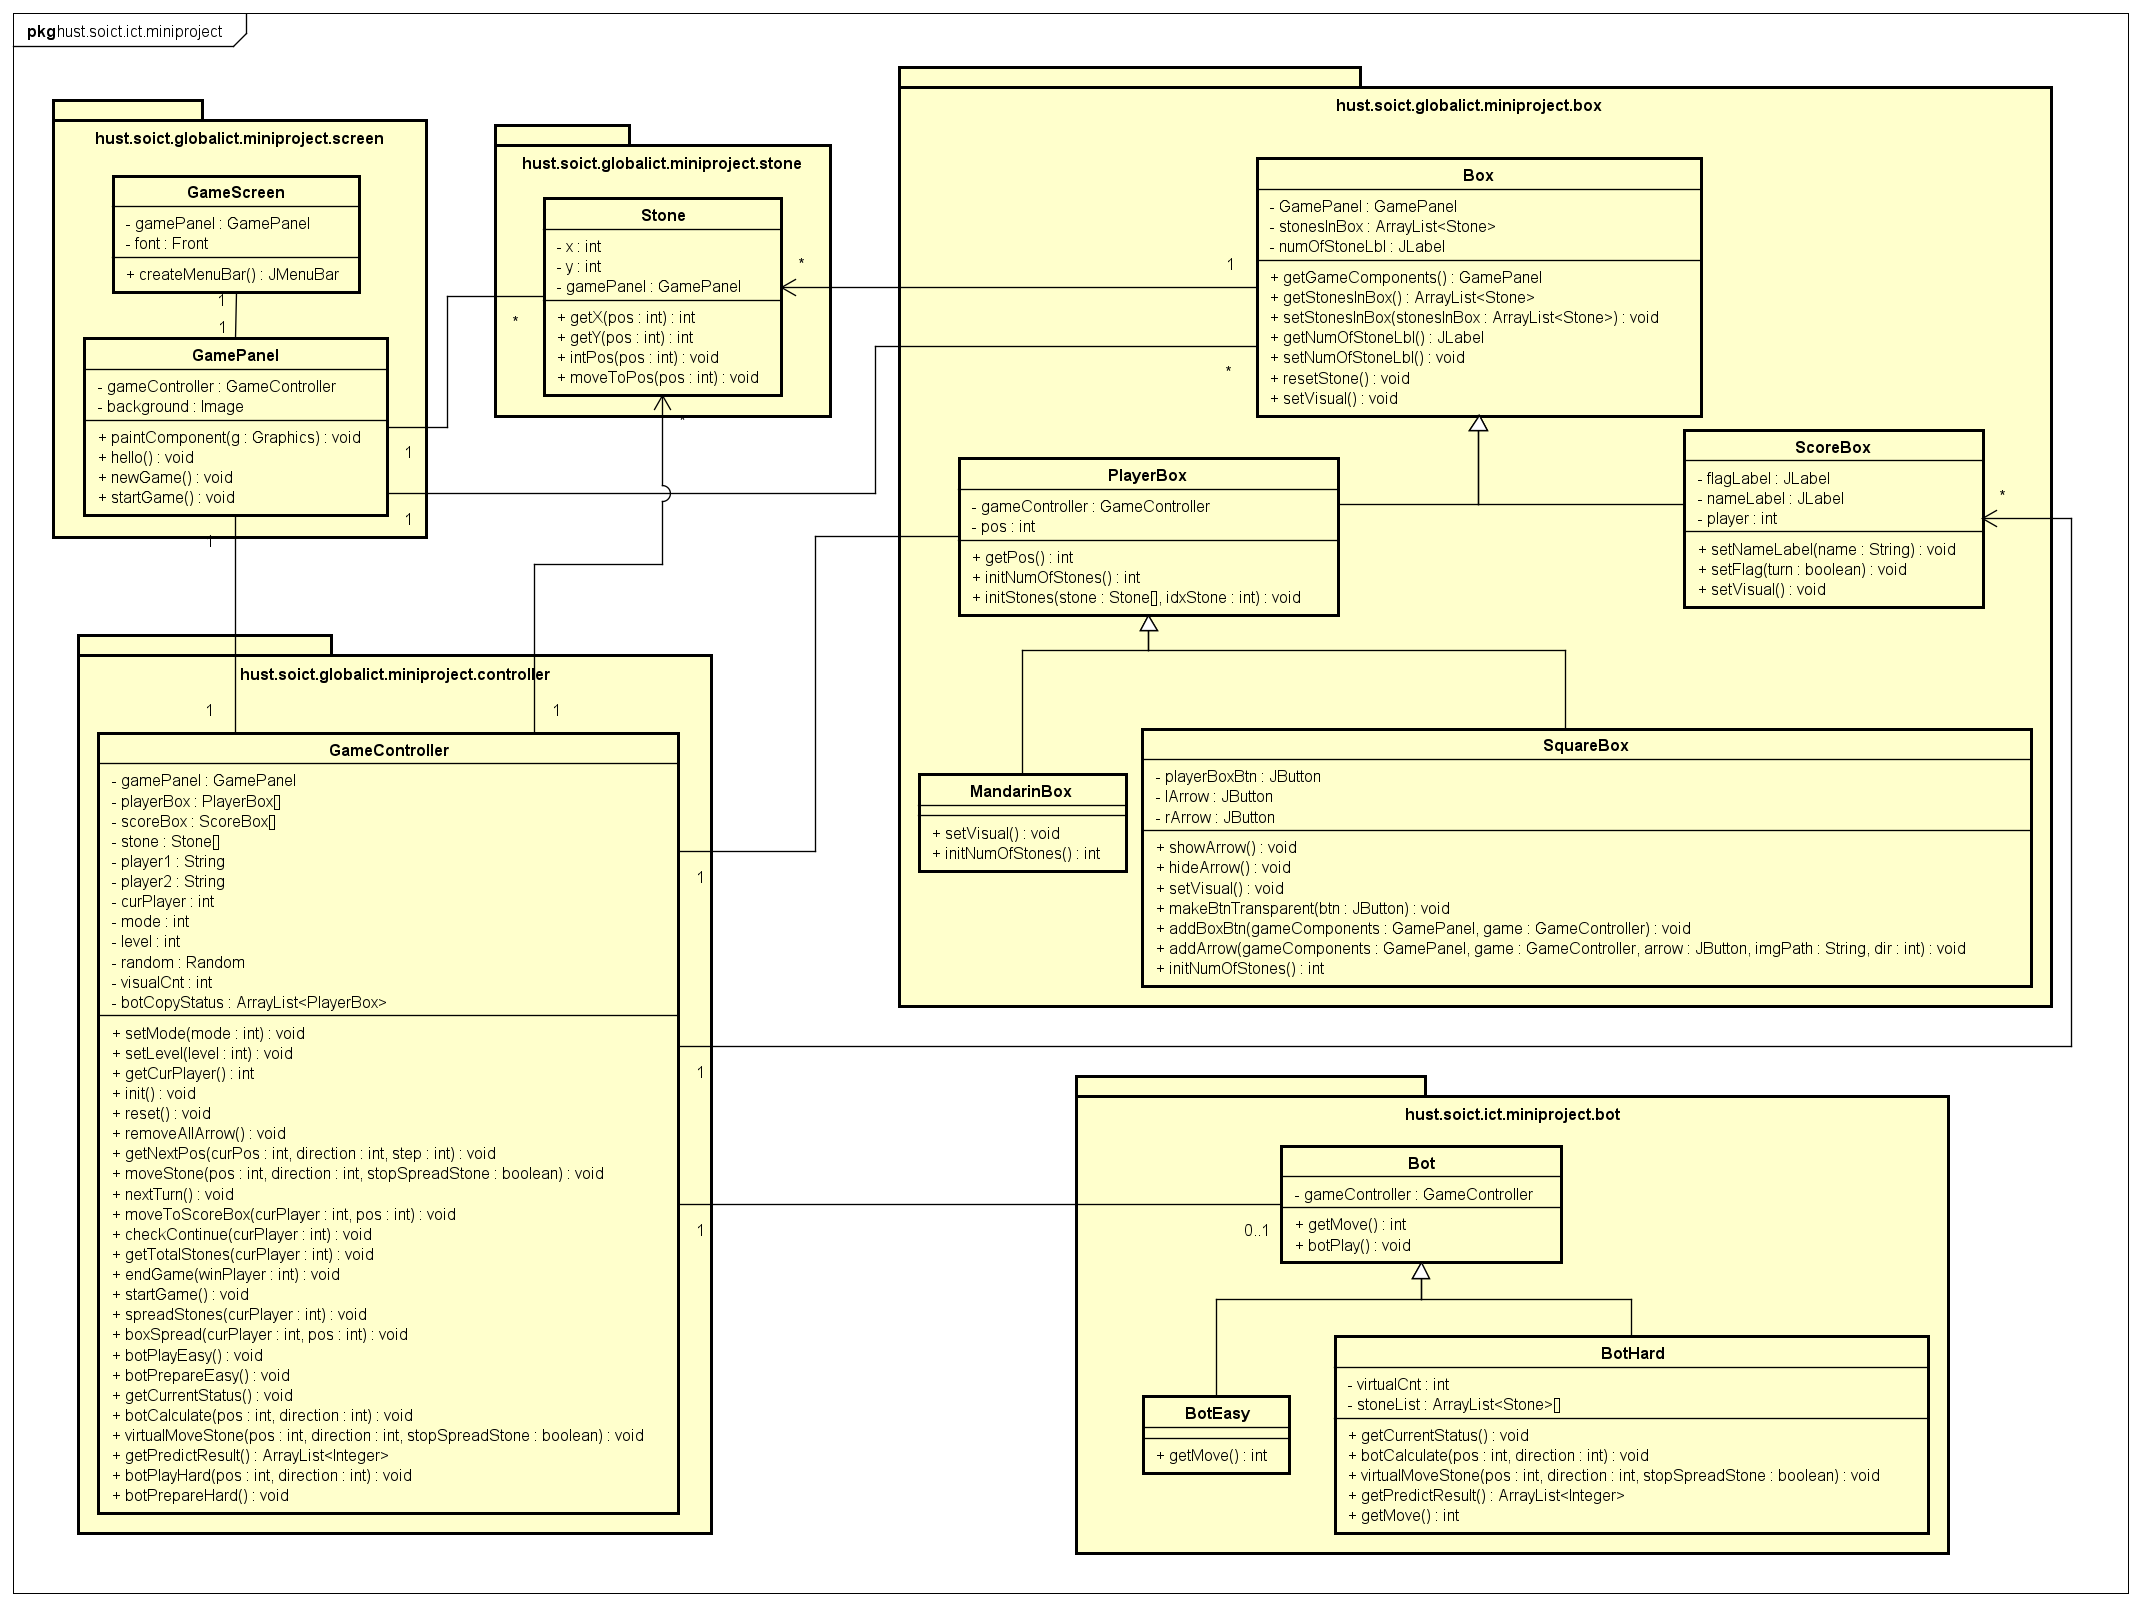 pkghust.soict.ict.miniproject
hust.soict.globalict.miniproject.screen
GameScreen
- gamePanel : GamePanel
- font : Front
+ createMenuBar() : JMenuBar
1
1
GamePanel
- gameController : GameController
- background : Image
+ paintComponent(g : Graphics) : void
+ hello() : void
+ newGame() : void
+ startGame() : void
1
1
1
hust.soict.globalict.miniproject.stone
Stone
- x : int
- y : int
- gamePanel : GamePanel
+ getX(pos : int) : int
+ getY(pos : int) : int
+ intPos(pos : int) : void
+ moveToPos(pos : int) : void
*
*
*
hust.soict.globalict.miniproject.box
Box
- GamePanel : GamePanel
- stonesInBox : ArrayList<Stone>
- numOfStoneLbl : JLabel
+ getGameComponents() : GamePanel
+ getStonesInBox() : ArrayList<Stone>
+ setStonesInBox(stonesInBox : ArrayList<Stone>) : void
+ getNumOfStoneLbl() : JLabel
+ setNumOfStoneLbl() : void
+ resetStone() : void
+ setVisual() : void
1
*
PlayerBox
- gameController : GameController
- pos : int
+ getPos() : int
+ initNumOfStones() : int
+ initStones(stone : Stone[], idxStone : int) : void
ScoreBox
- flagLabel : JLabel
- nameLabel : JLabel
- player : int
+ setNameLabel(name : String) : void
+ setFlag(turn : boolean) : void
+ setVisual() : void
*
MandarinBox
+ setVisual() : void
+ initNumOfStones() : int
SquareBox
- playerBoxBtn : JButton
- lArrow : JButton
- rArrow : JButton
+ showArrow() : void
+ hideArrow() : void
+ setVisual() : void
+ makeBtnTransparent(btn : JButton) : void
+ addBoxBtn(gameComponents : GamePanel, game : GameController) : void
+ addArrow(gameComponents : GamePanel, game : GameController, arrow : JButton, imgPath : String, dir : int) : void
+ initNumOfStones() : int
hust.soict.globalict.miniproject.controller
1
1
GameController
- gamePanel : GamePanel
- playerBox : PlayerBox[]
- scoreBox : ScoreBox[]
- stone : Stone[]
- player1 : String
- player2 : String
- curPlayer : int
- mode : int
- level : int
- random : Random
- visualCnt : int
- botCopyStatus : ArrayList<PlayerBox>
+ setMode(mode : int) : void
+ setLevel(level : int) : void
+ getCurPlayer() : int
+ init() : void
+ reset() : void
+ removeAllArrow() : void
+ getNextPos(curPos : int, direction : int, step : int) : void
+ moveStone(pos : int, direction : int, stopSpreadStone : boolean) : void
+ nextTurn() : void
+ moveToScoreBox(curPlayer : int, pos : int) : void
+ checkContinue(curPlayer : int) : void
+ getTotalStones(curPlayer : int) : void
+ endGame(winPlayer : int) : void
+ startGame() : void
+ spreadStones(curPlayer : int) : void
+ boxSpread(curPlayer : int, pos : int) : void
+ botPlayEasy() : void
+ botPrepareEasy() : void
+ getCurrentStatus() : void
+ botCalculate(pos : int, direction : int) : void
+ virtualMoveStone(pos : int, direction : int, stopSpreadStone : boolean) : void
+ getPredictResult() : ArrayList<Integer>
+ botPlayHard(pos : int, direction : int) : void
+ botPrepareHard() : void
1
1
1
hust.soict.ict.miniproject.bot
0..1
Bot
- gameController : GameController
+ getMove() : int
+ botPlay() : void
BotEasy
+ getMove() : int
BotHard
- virtualCnt : int
- stoneList : ArrayList<Stone>[]
+ getCurrentStatus() : void
+ botCalculate(pos : int, direction : int) : void
+ virtualMoveStone(pos : int, direction : int, stopSpreadStone : boolean) : void
+ getPredictResult() : ArrayList<Integer>
+ getMove() : int